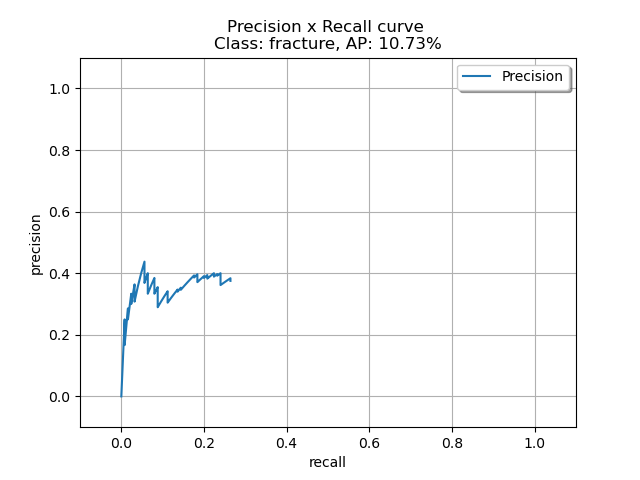 Precision x Recall curve
Class: fracture, AP: 10.73%
Precision
1.0
0.8
0.6
0.4
0.2
0.0
precision
0.0 0.2 0.4 0.6 0.8 1.0
recall